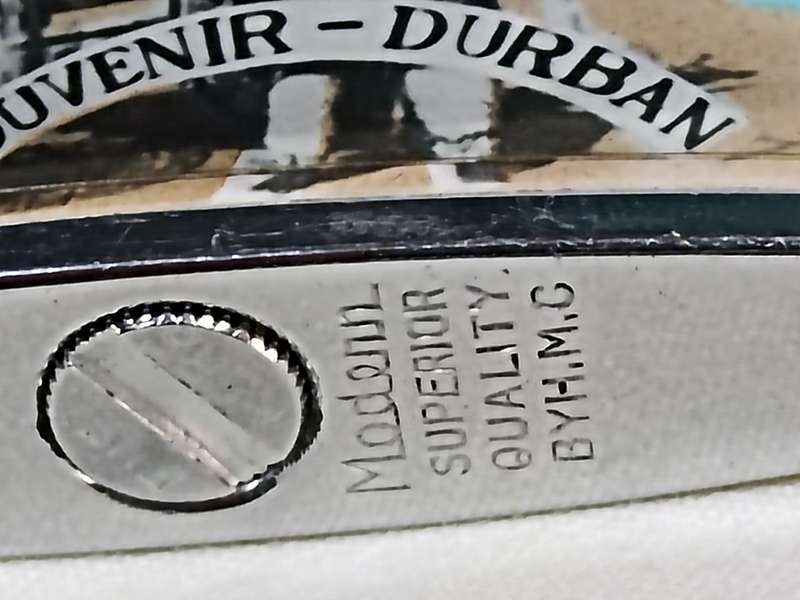 SOUVENIR - DURBAN
Modern
SUPERIOR
QUALITY.
BY H.M.C